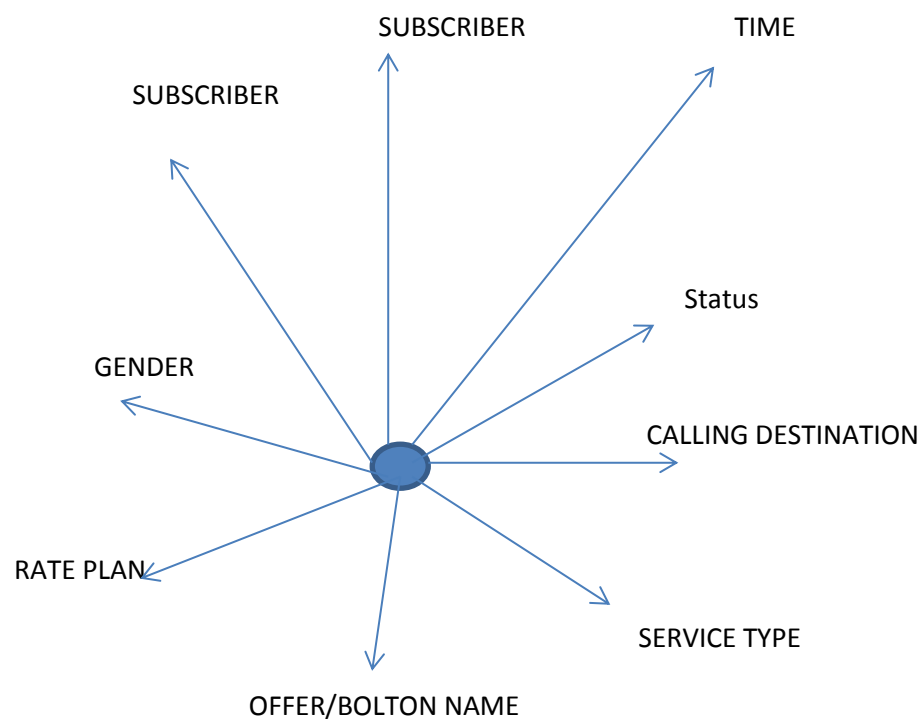 SUBSCRIBER
TIME
SUBSCRIBER
Status
GENDER
CALLING DESTINATION
RATE PLAN
SERVICE TYPE
OFFER/BOLTON NAME